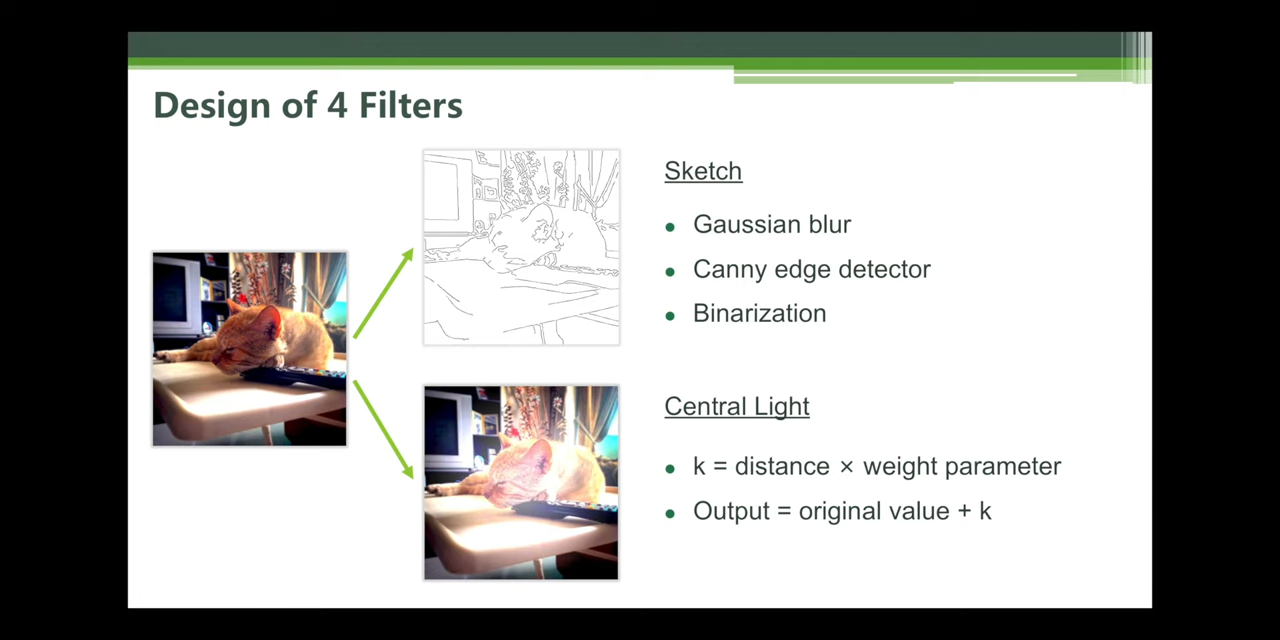 Design of 4 Filters
Sketch
Gaussian blur
Canny edge detector
Binarization
Central Light
k = distance × weight parameter
Output = original value + k